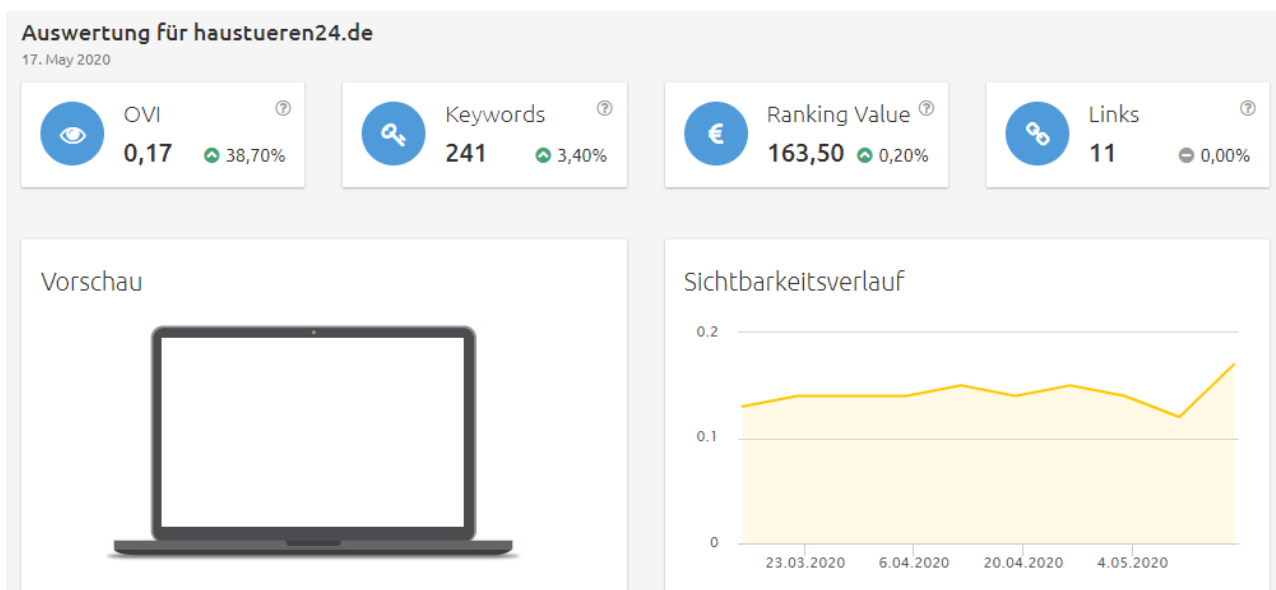 Auswertung für haustueren24.de
17. May 2020
OVI ?
0,17 38,70%
Keywords ?
241 3,40%
Ranking Value ?
€
163,50 0,20%
Links ?
11 0,00%
Vorschau
Sichtbarkeitsverlauf
0.2
0.1
0
23.03.2020 6.04.2020 20.04.2020 4.05.2020